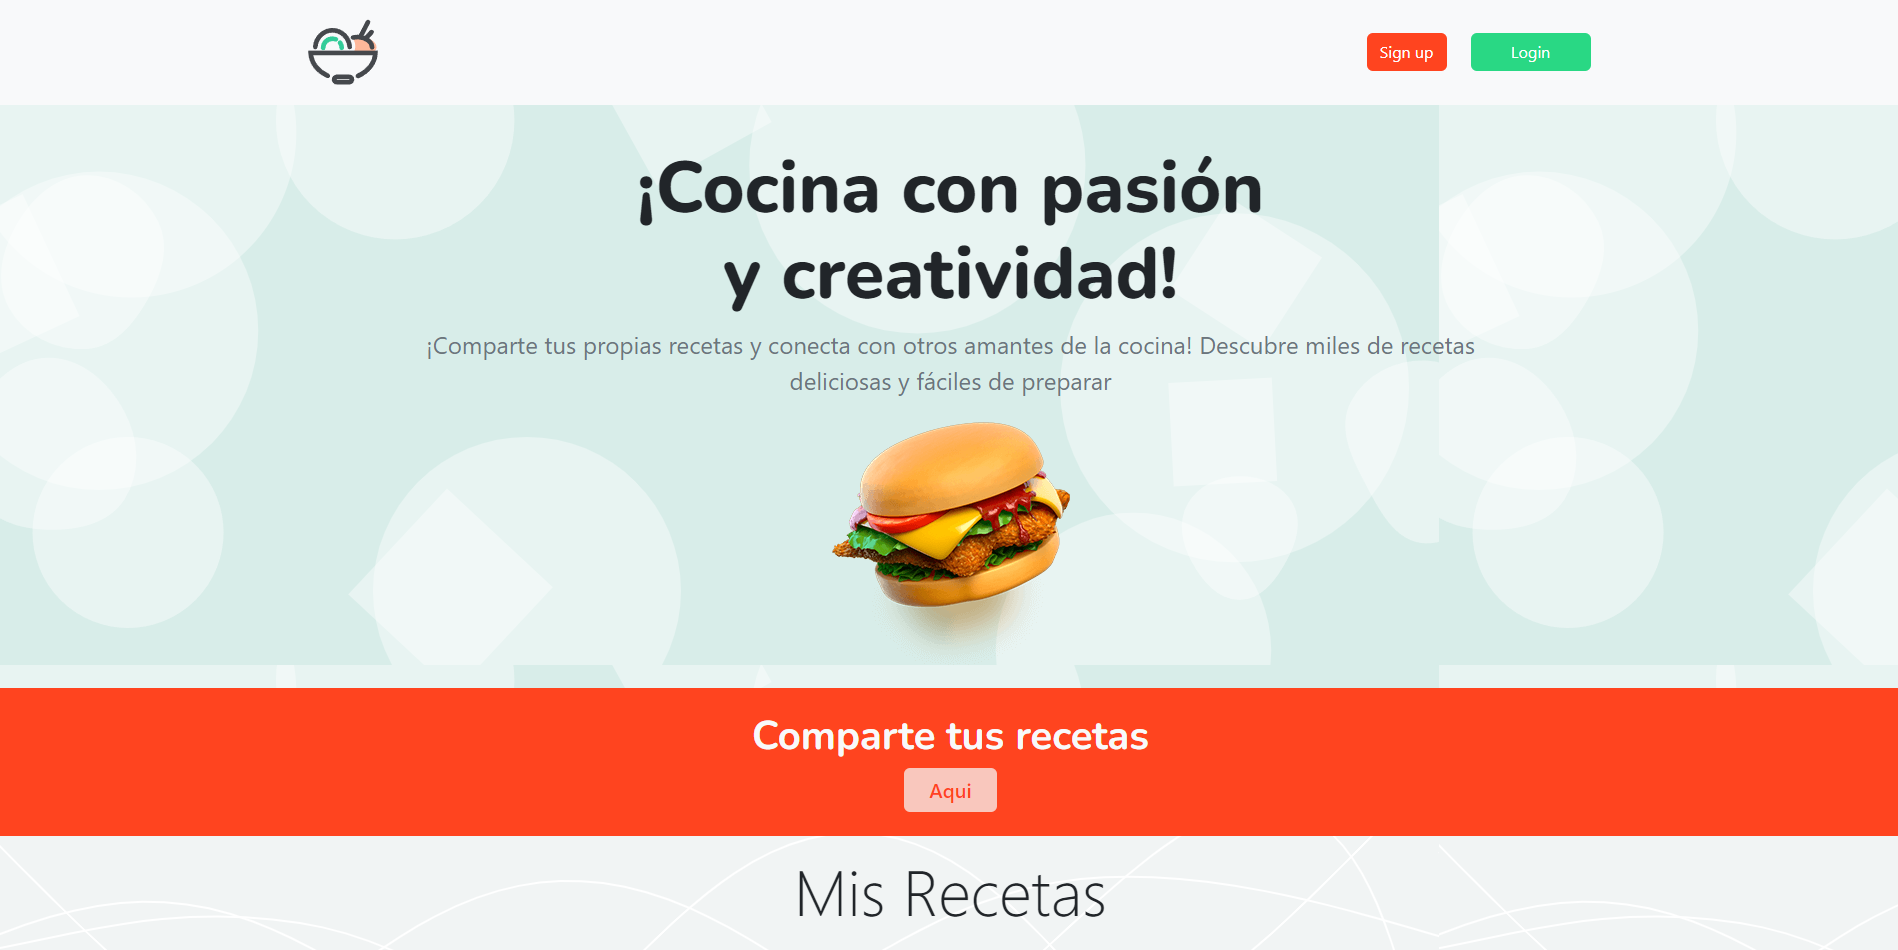 Sign up
Login
¡Cocina con pasión
y creatividad!
¡Comparte tus propias recetas y conecta con otros amantes de la cocina! Descubre miles de recetas
deliciosas y fáciles de preparar
Comparte tus recetas
Aqui
Mis Recetas